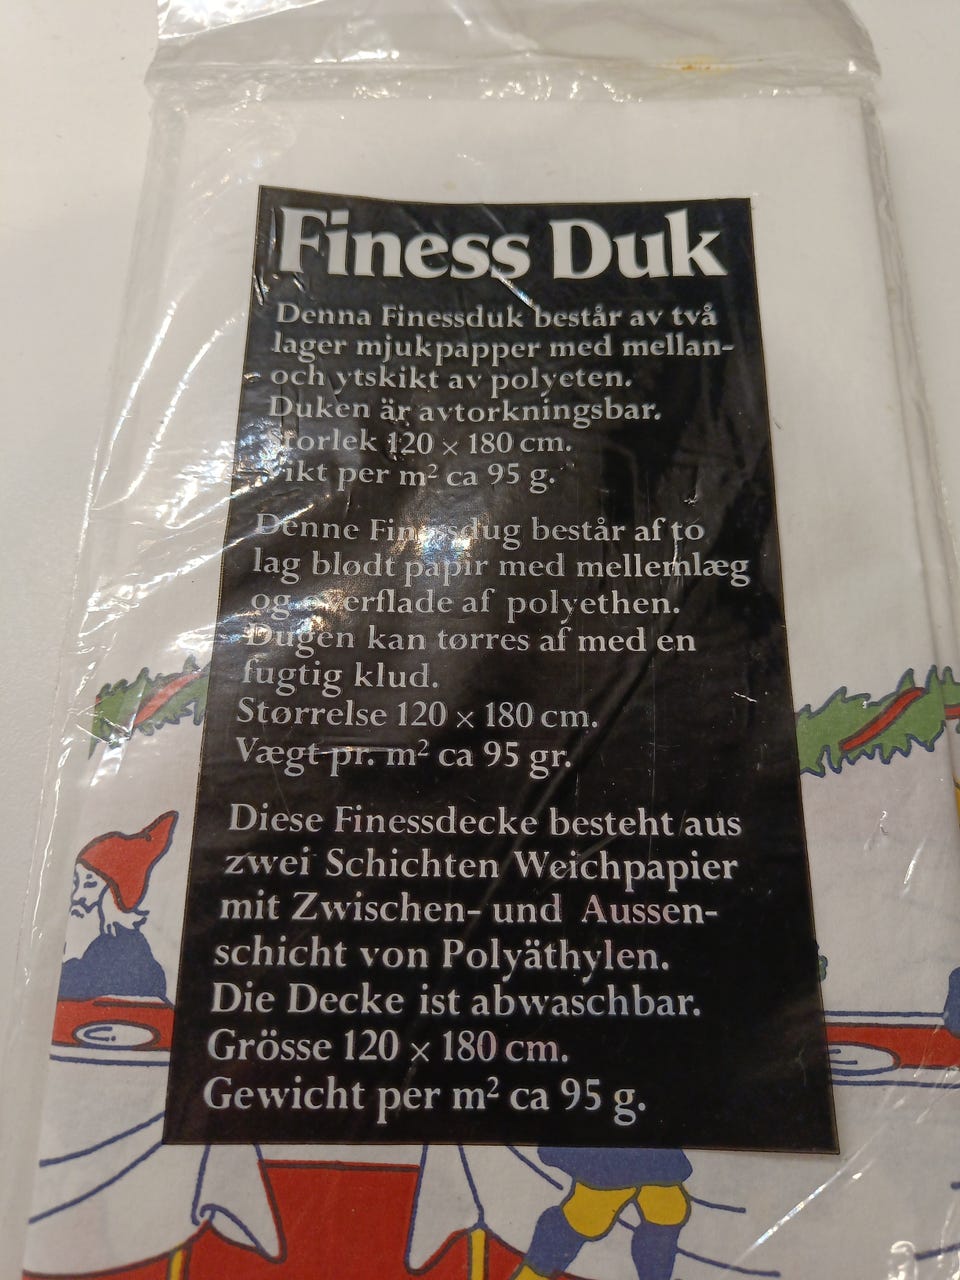 Finess Duk
Denna Finessduk består av två
lager mjukpapper med mellan-
och ytskikt av polyeten.
Duken är avtorkningsbar.
Storlek 120 × 180 cm.
Vikt per m² ca 95 g.
Denne Finessdug består af to
lag blødt papir med mellemlæg
og overflade af polyethen.
Dugen kan tørres af med en
fugtig klud.
Størrelse 120 × 180 cm.
Vægt pr. m² ca 95 gr.
Diese Finessdecke besteht aus
zwei Schichten Weichpapier
mit Zwischen- und Aussen-
schicht von Polyäthylen.
Die Decke ist abwaschbar.
Grösse 120 × 180 cm.
Gewicht per m² ca 95 g.